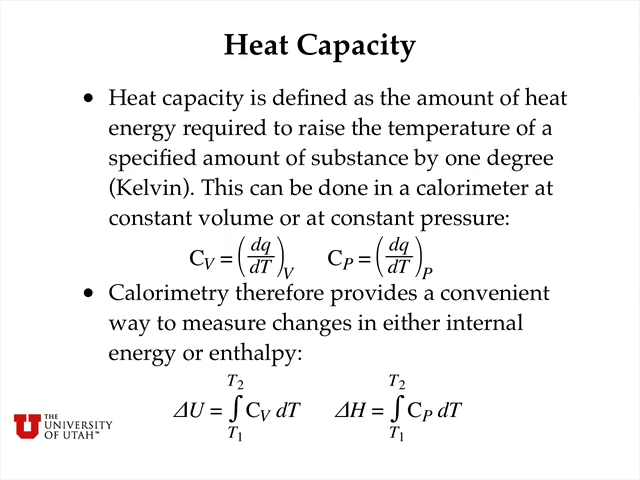 Heat Capacity
• Heat capacity is defined as the amount of heat
energy required to raise the temperature of a
specified amount of substance by one degree
(Kelvin). This can be done in a calorimeter at
constant volume or at constant pressure:
C_V = (dq/dT)_V C_P = (dq/dT)_P
• Calorimetry therefore provides a convenient
way to measure changes in either internal
energy or enthalpy:
ΔU = ∫_{T_1}^{T_2} C_V dT ΔH = ∫_{T_1}^{T_2} C_P dT
THE
UNIVERSITY
OF UTAH™